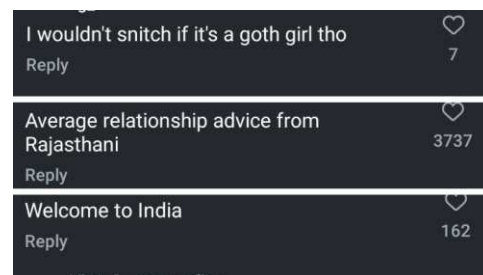 I wouldn't snitch if it's a goth girl tho
7
Reply
Average relationship advice from
Rajasthani
3737
Reply
Welcome to India
162
Reply